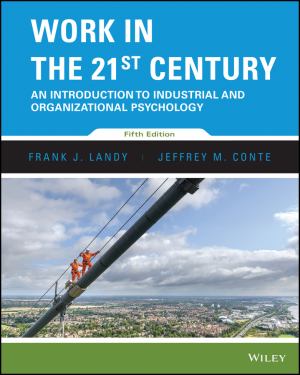 WORK IN
THE 21ST CENTURY
AN INTRODUCTION TO INDUSTRIAL AND
ORGANIZATIONAL PSYCHOLOGY
Fifth Edition
FRANK J. LANDY | JEFFREY M. CONTE
WILEY